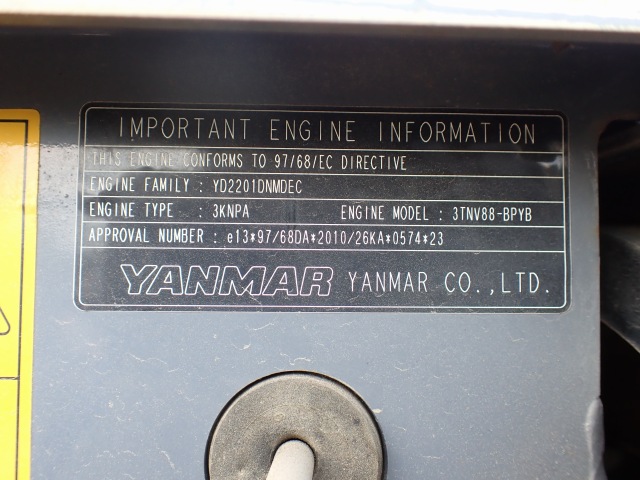 IMPORTANT ENGINE INFORMATION
THIS ENGINE CONFORMS TO 97/68/EC DIRECTIVE
ENGINE FAMILY : YD2201DNMDEC
ENGINE TYPE : 3KNPA ENGINE MODEL : 3TNV88-BPYB
APPROVAL NUMBER : e13*97/68DA*2010/26KA*0574*23
YANMAR YANMAR CO.,LTD.